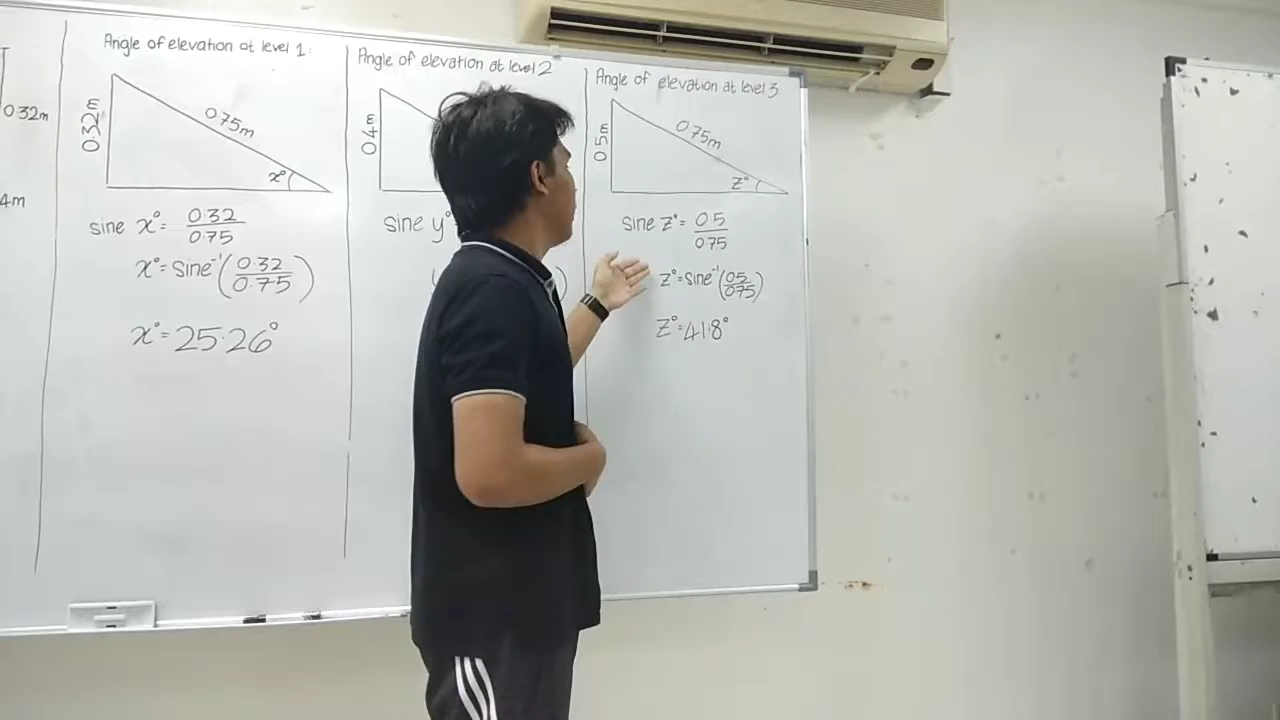 0.32m
4m
Angle of elevation at level 1:
0.32m
0.75m
x°
sine x° = 0.32/0.75
x° = sine⁻¹(0.32/0.75)
x° = 25.26°
Angle of elevation at level 2
0.4m
sine y°
Angle of elevation at level 3:
0.5m
0.75m
z°
sine z° = 0.5/0.75
z° = sine⁻¹(0.5/0.75)
z° = 41.8°